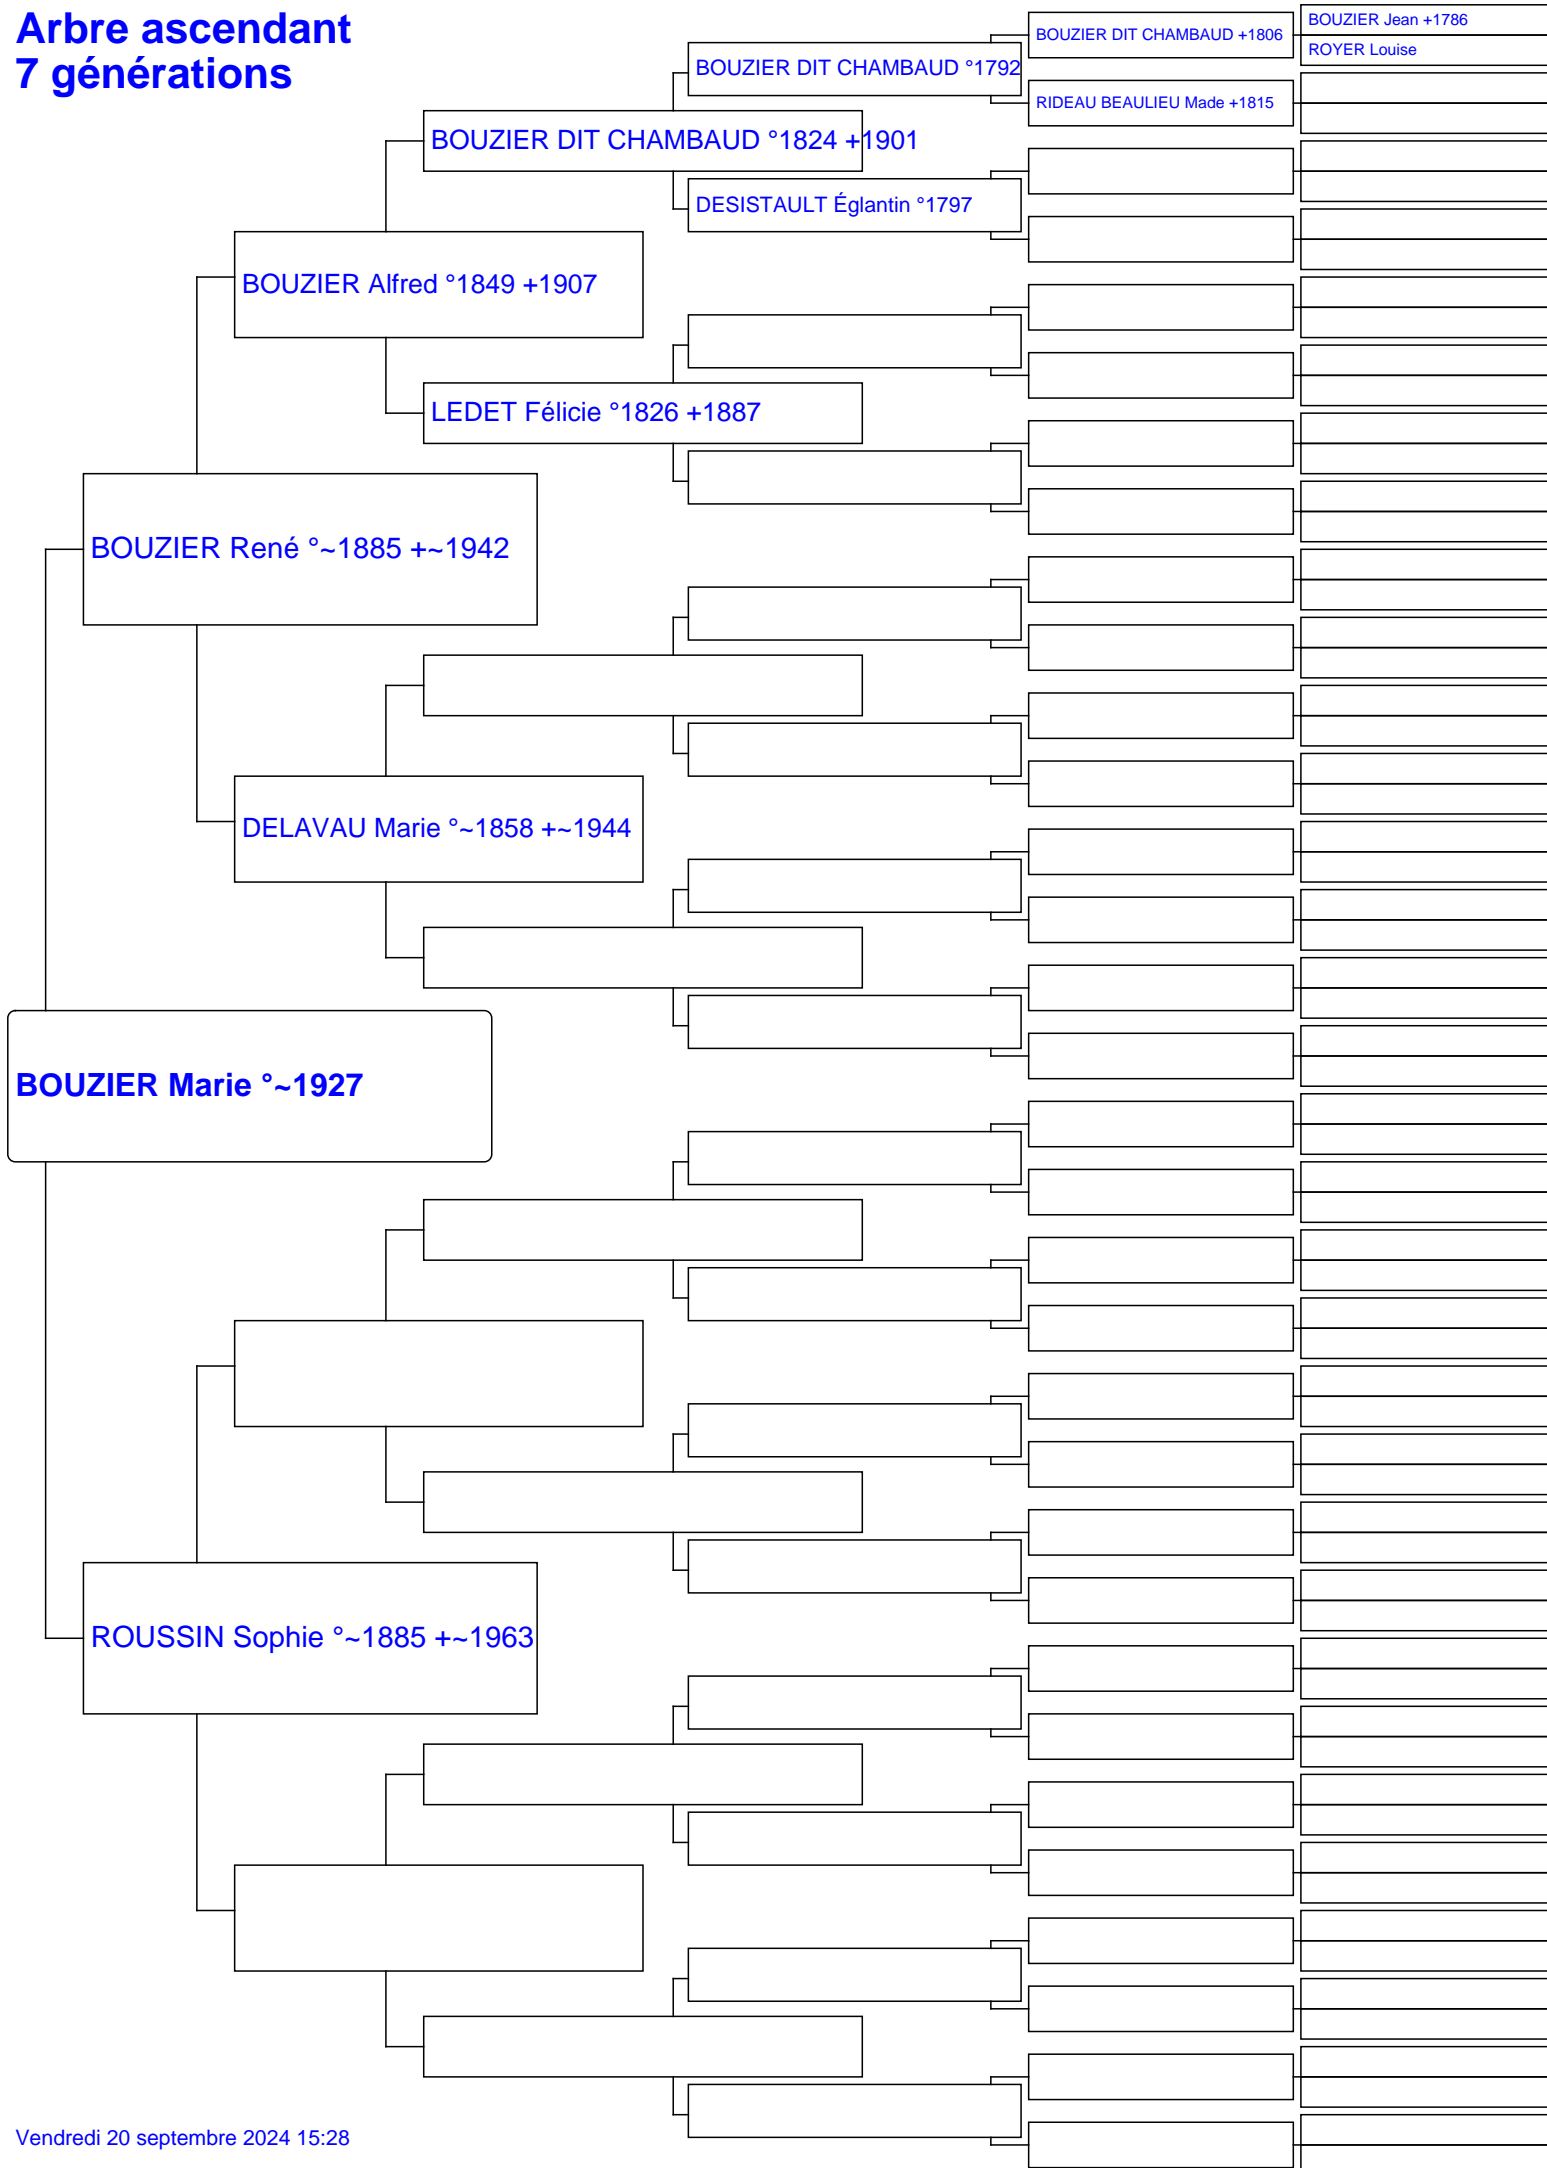 Arbre ascendant
7 générations
BOUZIER Jean +1786
BOUZIER DIT CHAMBAUD +1806
ROYER Louise
BOUZIER DIT CHAMBAUD °1792
RIDEAU BEAULIEU Made +1815
BOUZIER DIT CHAMBAUD °1824 +1901
DESISTAULT Églantin °1797
BOUZIER Alfred °1849 +1907
LEDET Félicie °1826 +1887
BOUZIER René °~1885 +~1942
DELAVAU Marie °~1858 +~1944
BOUZIER Marie °~1927
ROUSSIN Sophie °~1885 +~1963
Vendredi 20 septembre 2024 15:28